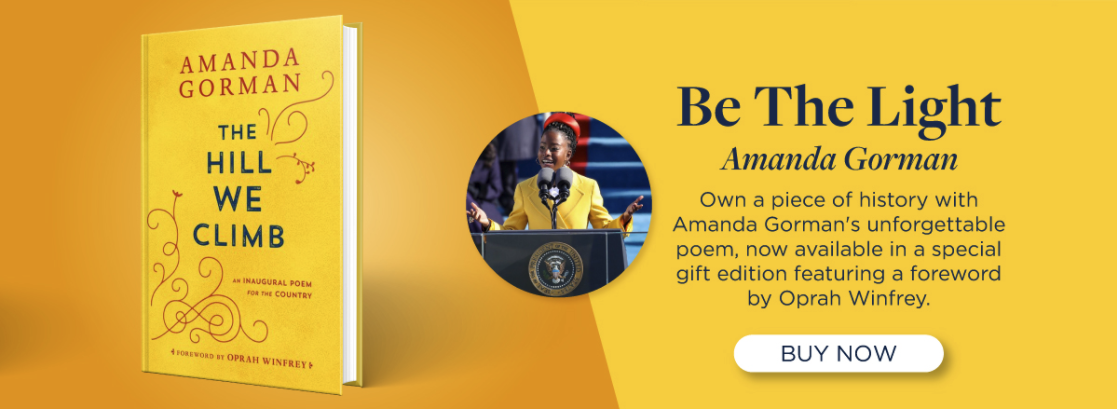 AMANDA
GORMAN
THE
HILL
WE
CLIMB
AN INAUGURAL POEM
FOR THE COUNTRY
FOREWORD BY OPRAH WINFREY
Be The Light
Amanda Gorman
Own a piece of history with
Amanda Gorman's unforgettable
poem, now available in a special
gift edition featuring a foreword
by Oprah Winfrey.
BUY NOW